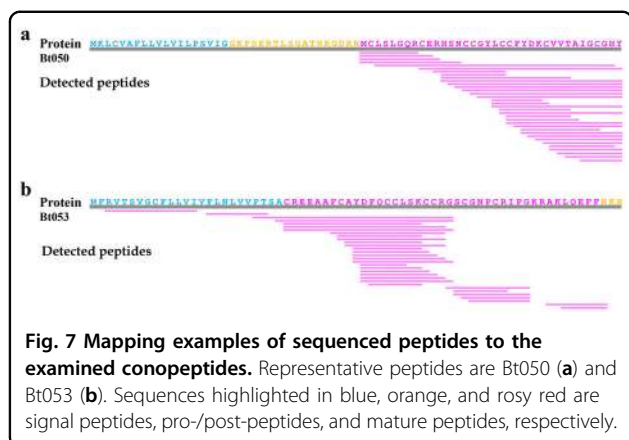 a
Protein MKLCVAFLLVLVILPSVIGGKPSERTLSGATRRGDRRMCLSLGQRCERHSNCCGYLCCFYDKCVVTAIGCGHY
Bt050
Detected peptides
b
Protein MFRVTSVGCFLLVIVFLNLVVFTSACREEAAFCAYDFQCCLSKCCRGSCGNPCRIPGKRAKLQEFF
Bt053
Detected peptides
Fig. 7 Mapping examples of sequenced peptides to the
examined conopeptides. Representative peptides are Bt050 (a) and
Bt053 (b). Sequences highlighted in blue, orange, and rosy red are
signal peptides, pro-/post-peptides, and mature peptides, respectively.